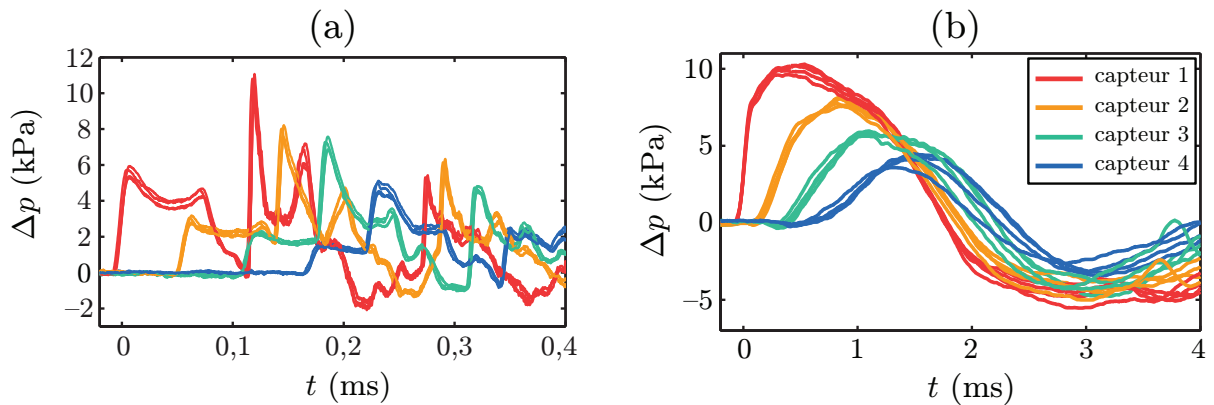 (a)
Δp (kPa)
12
10
8
6
4
2
0
−2
0 0,1 0,2 0,3 0,4
t (ms)
(b)
Δp (kPa)
10
5
0
−5
0 1 2 3 4
t (ms)
capteur 1
capteur 2
capteur 3
capteur 4